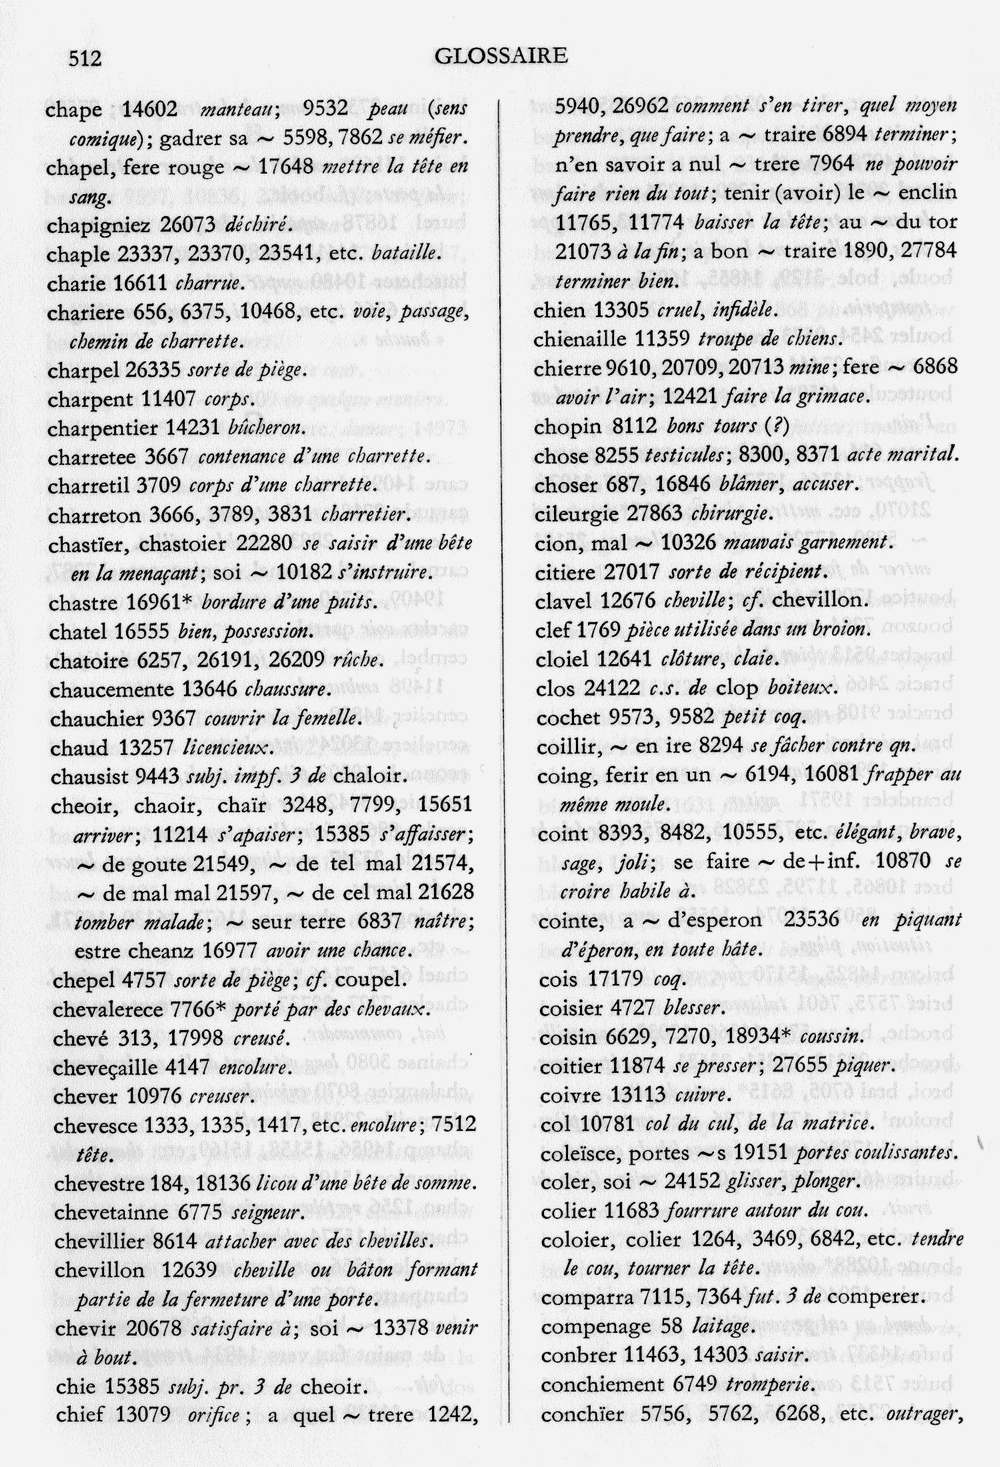 512
GLOSSAIRE
chape 14602 manteau; 9532 peau (sens
comique); gadrer sa ~ 5598, 7862 se méfier.
chapel, fere rouge ~ 17648 mettre la tête en
sang.
chapigniez 26073 déchiré.
chaple 23337, 23370, 23541, etc. bataille.
charie 16611 charrue.
chariere 656, 6375, 10468, etc. voie, passage,
chemin de charrette.
charpel 26335 sorte de piège.
charpent 11407 corps.
charpentier 14231 bûcheron.
charretee 3667 contenance d'une charrette.
charretil 3709 corps d'une charrette.
charreton 3666, 3789, 3831 charretier.
chastïer, chastoier 22280 se saisir d'une bête
en la menaçant; soi ~ 10182 s'instruire.
chastre 16961* bordure d'une puits.
chatel 16555 bien, possession.
chatoire 6257, 26191, 26209 rûche.
chaucemente 13646 chaussure.
chauchier 9367 couvrir la femelle.
chaud 13257 licencieux.
chausist 9443 subj. impf. 3 de chaloir.
cheoir, chaoir, chaïr 3248, 7799, 15651
arriver; 11214 s'apaiser; 15385 s'affaisser;
~ de goute 21549, ~ de tel mal 21574,
~ de mal mal 21597, ~ de cel mal 21628
tomber malade; ~ seur terre 6837 naître;
estre cheanz 16977 avoir une chance.
chepel 4757 sorte de piège; cf. coupel.
chevalerece 7766* porté par des chevaux.
chevé 313, 17998 creusé.
cheveçaille 4147 encolure.
chever 10976 creuser.
chevesce 1333, 1335, 1417, etc. encolure; 7512
tête.
chevestre 184, 18136 licou d'une bête de somme.
chevetainne 6775 seigneur.
chevillier 8614 attacher avec des chevilles.
chevillon 12639 cheville ou bâton formant
partie de la fermeture d'une porte.
chevir 20678 satisfaire à; soi ~ 13378 venir
à bout.
chie 15385 subj. pr. 3 de cheoir.
chief 13079 orifice; a quel ~ trere 1242,
5940, 26962 comment s'en tirer, quel moyen
prendre, que faire; a ~ traire 6894 terminer;
n'en savoir a nul ~ trere 7964 ne pouvoir
faire rien du tout; tenir (avoir) le ~ enclin
11765, 11774 baisser la tête; au ~ du tor
21073 à la fin; a bon ~ traire 1890, 27784
terminer bien.
chien 13305 cruel, infidèle.
chienaille 11359 troupe de chiens.
chierre 9610, 20709, 20713 mine; fere ~ 6868
avoir l'air; 12421 faire la grimace.
chopin 8112 bons tours (?)
chose 8255 testicules; 8300, 8371 acte marital.
choser 687, 16846 blâmer, accuser.
cileurgie 27863 chirurgie.
cion, mal ~ 10326 mauvais garnement.
citiere 27017 sorte de récipient.
clavel 12676 cheville; cf. chevillon.
clef 1769 pièce utilisée dans un broion.
cloiel 12641 clôture, claie.
clos 24122 c.s. de clop boiteux.
cochet 9573, 9582 petit coq.
coillir, ~ en ire 8294 se fâcher contre qn.
coing, ferir en un ~ 6194, 16081 frapper au
même moule.
coint 8393, 8482, 10555, etc. élégant, brave,
sage, joli; se faire ~ de+inf. 10870 se
croire habile à.
cointe, a ~ d'esperon 23536 en piquant
d'éperon, en toute hâte.
cois 17179 coq.
coisier 4727 blesser.
coisin 6629, 7270, 18934* coussin.
coitier 11874 se presser; 27655 piquer.
coivre 13113 cuivre.
col 10781 col du cul, de la matrice.
coleïsce, portes ~s 19151 portes coulissantes.
coler, soi ~ 24152 glisser, plonger.
colier 11683 fourrure autour du cou.
coloier, colier 1264, 3469, 6842, etc. tendre
le cou, tourner la tête.
comparra 7115, 7364 fut. 3 de comperer.
compenage 58 laitage.
conbrer 11463, 14303 saisir.
conchiement 6749 tromperie.
conchïer 5756, 5762, 6268, etc. outrager,